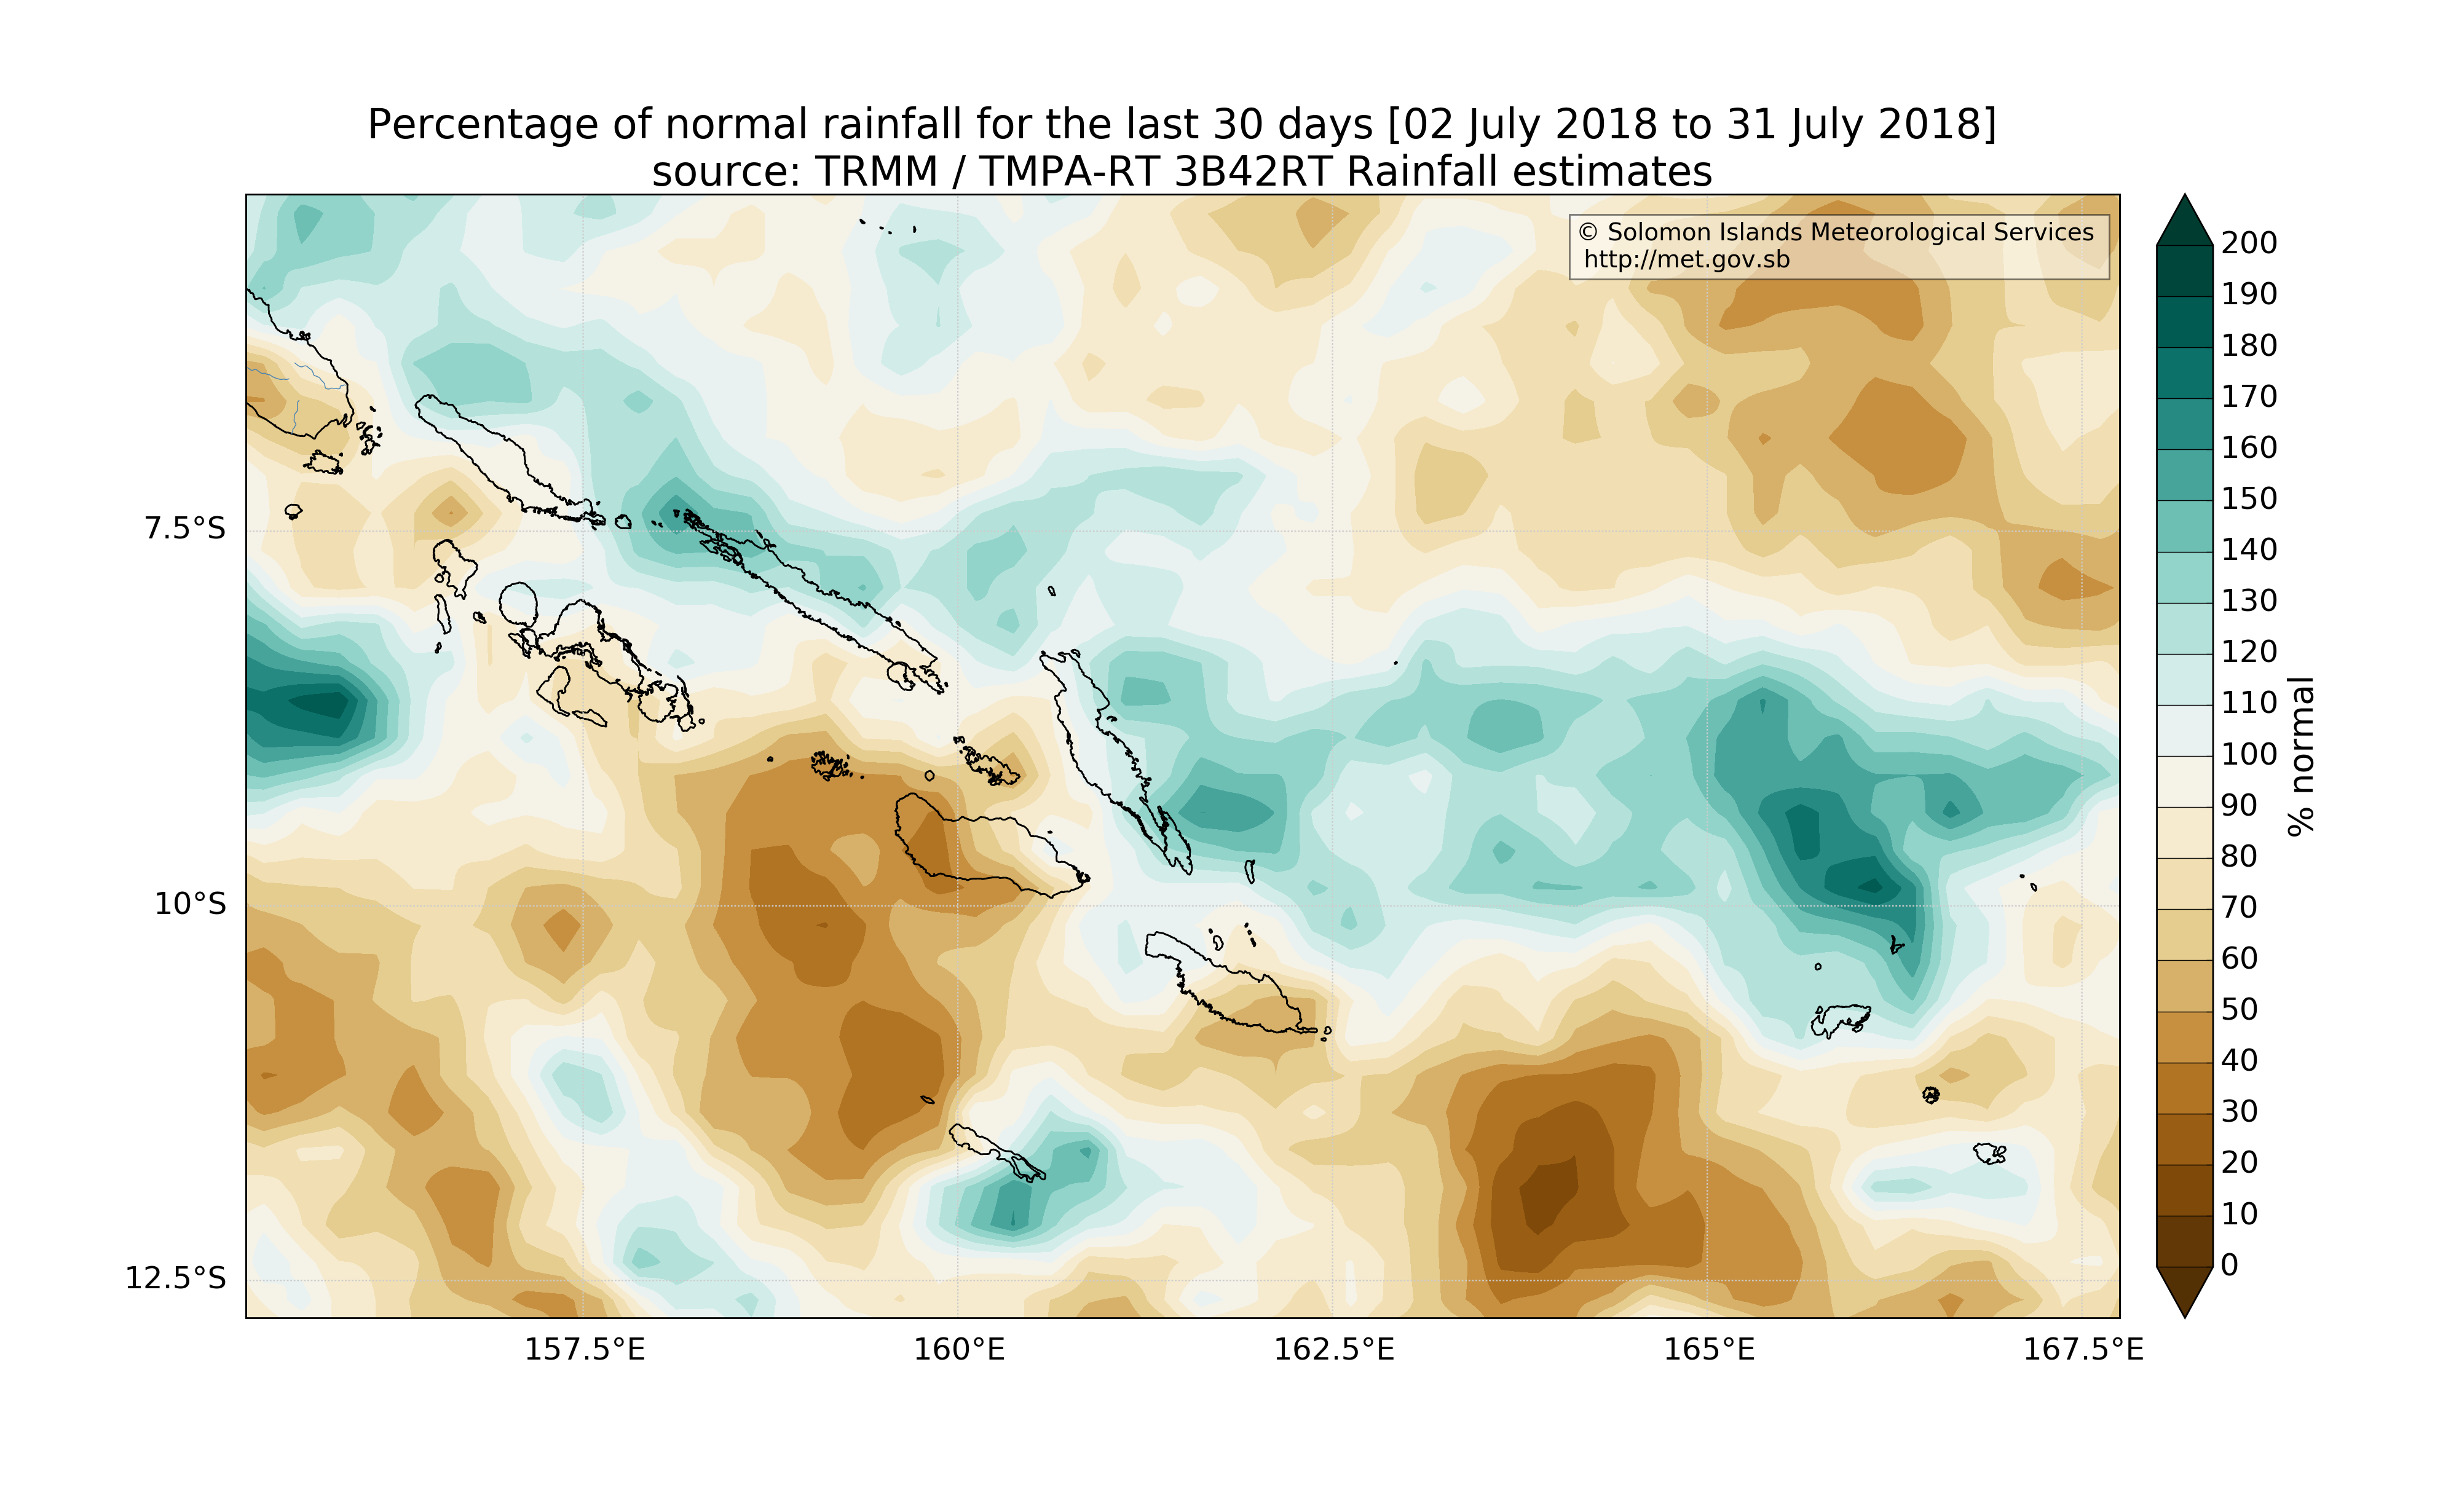 Percentage of normal rainfall for the last 30 days [02 July 2018 to 31 July 2018]
source: TRMM / TMPA-RT 3B42RT Rainfall estimates
© Solomon Islands Meteorological Services
http://met.gov.sb
7.5°S
10°S
12.5°S
157.5°E
160°E
162.5°E
165°E
167.5°E
200
190
180
170
160
150
140
130
120
110
100
90
80
70
60
50
40
30
20
10
0
% normal